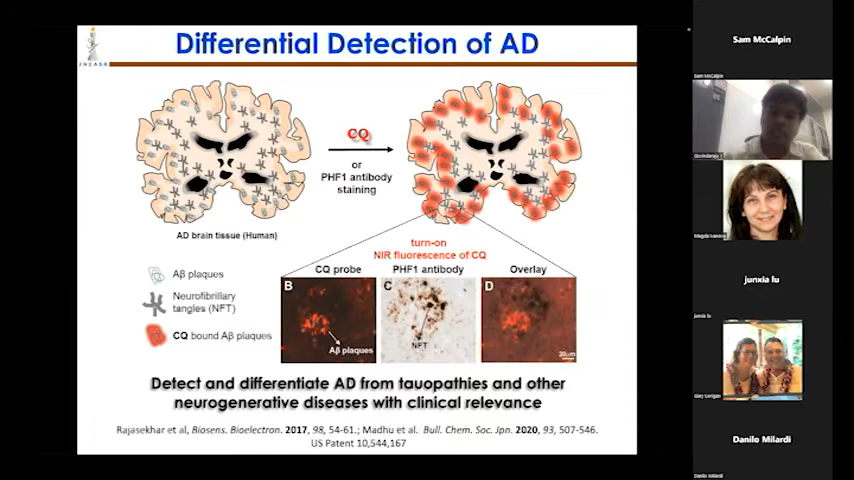 Differential Detection of AD
JNCASR
CQ
or
PHF1 antibody
staining
AD brain tissue (Human)
turn-on
NIR fluorescence of CQ
CQ probe
PHF1 antibody
Overlay
Aβ plaques
Neurofibrillary
tangles (NFT)
CQ bound Aβ plaques
B
Aβ plaques
C
NFT
D
20μm
Detect and differentiate AD from tauopathies and other
neurogenerative diseases with clinical relevance
Rajasekhar et al, Biosens. Bioelectron. 2017, 98, 54-61.; Madhu et al. Bull. Chem. Soc. Jpn. 2020, 93, 507-546.
US Patent 10,544,167
Sam McCalpin
Sam McCalpin
junxia lu
junxia lu
Danilo Milardi
Danilo Milardi